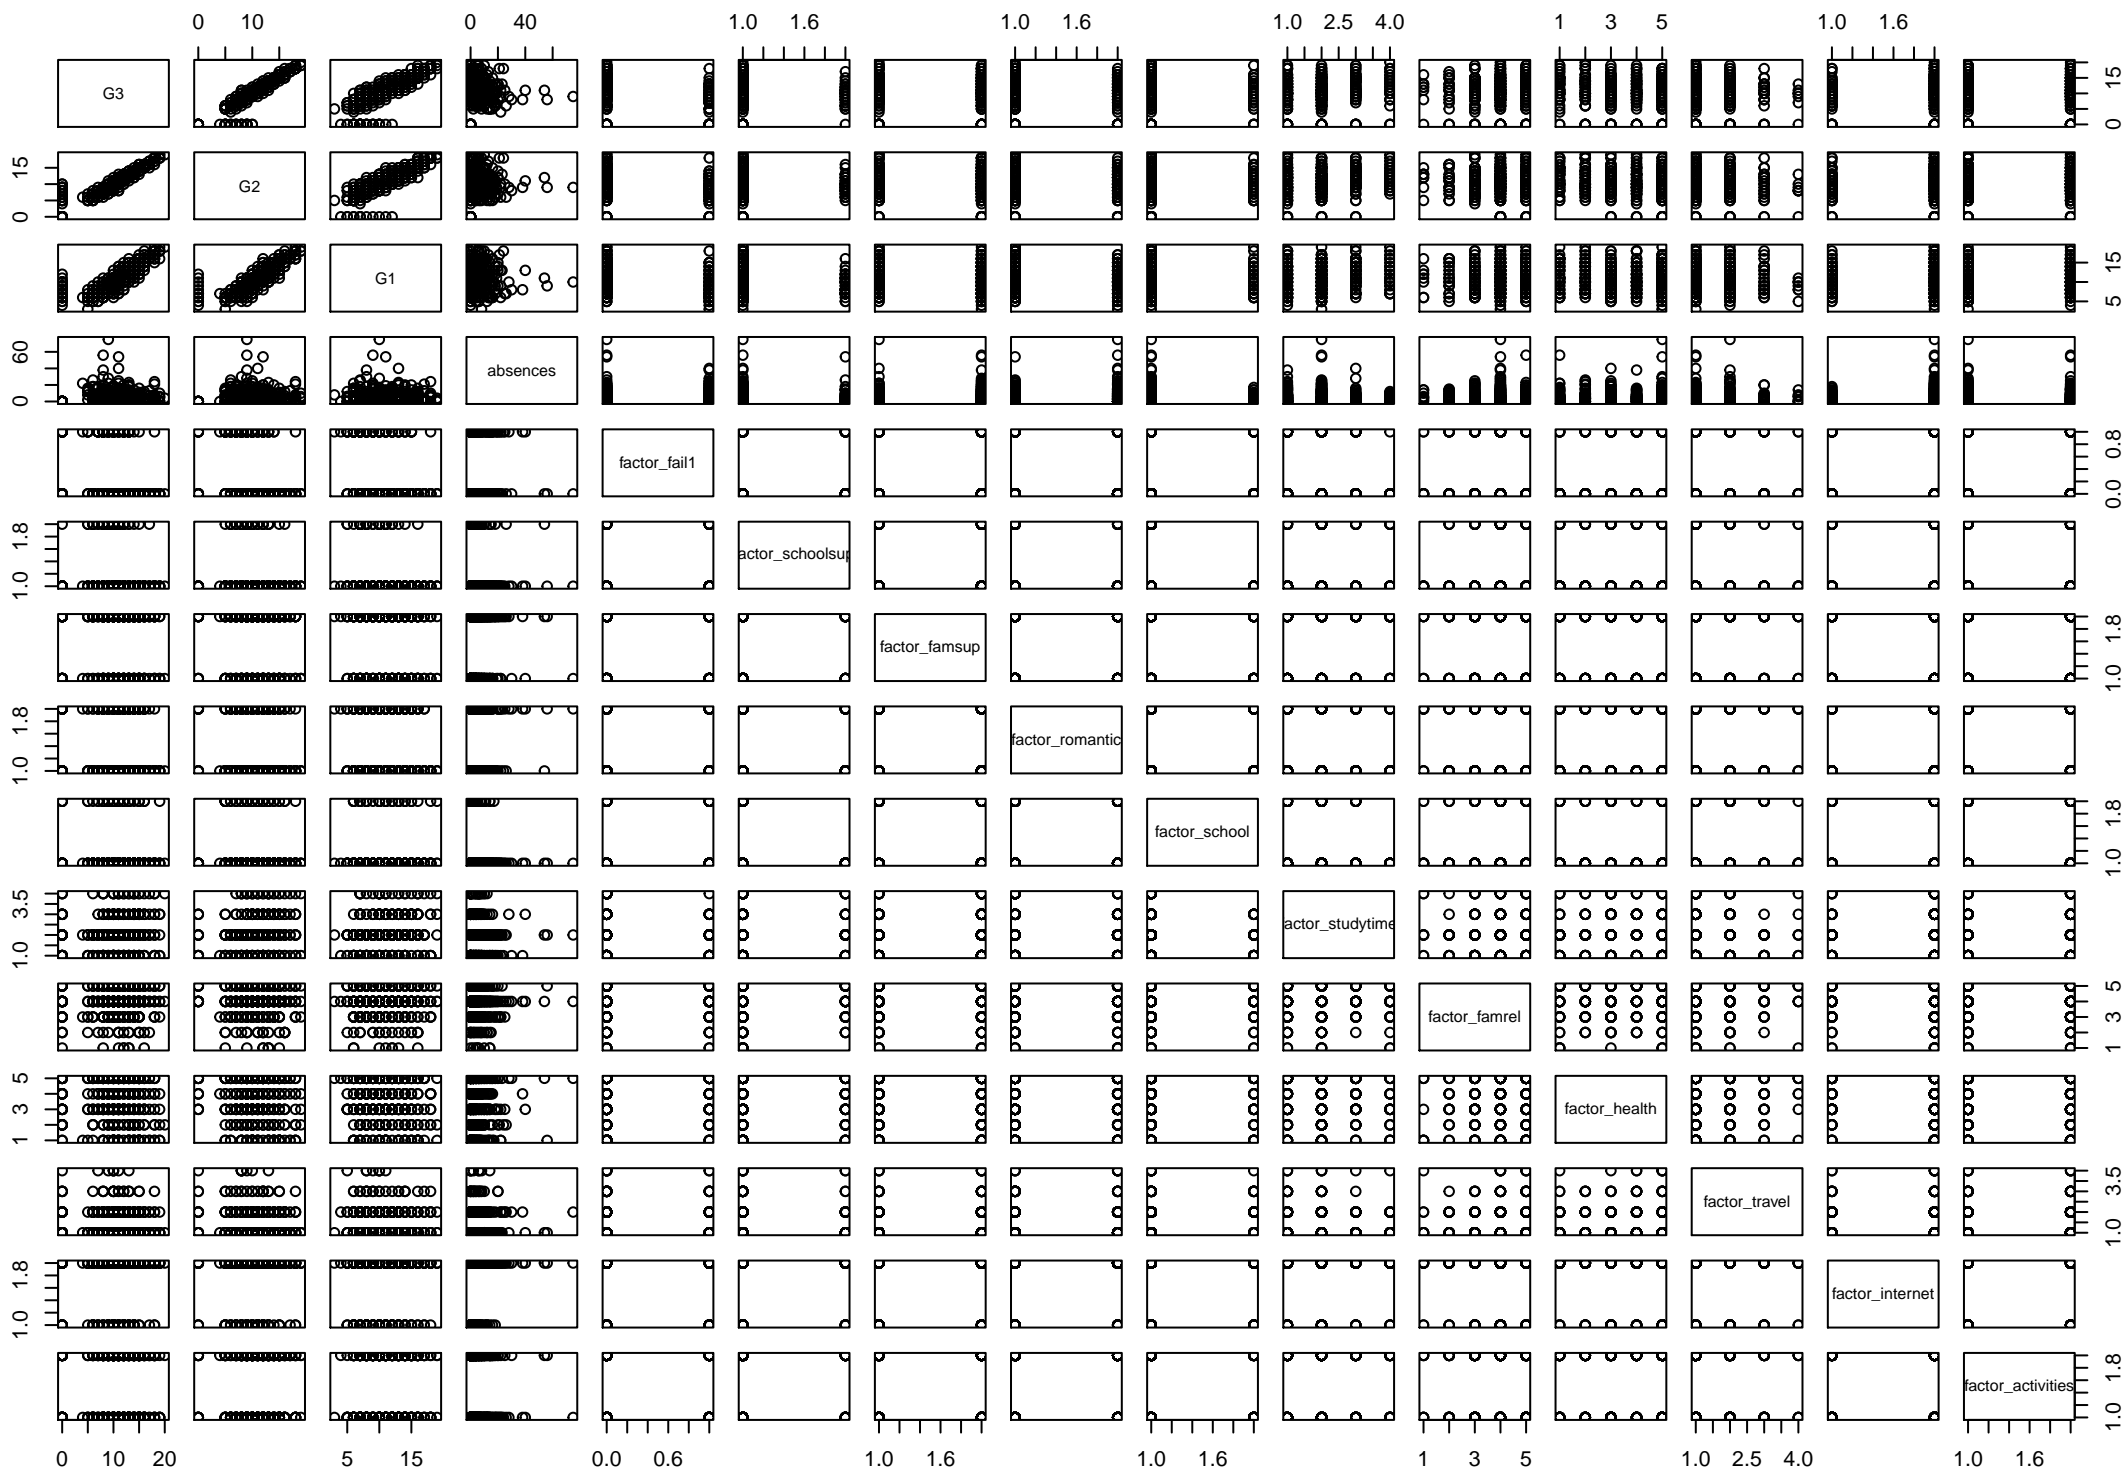 0 10 0 40 1.0 1.6 1.0 1.6 1.0 2.5 4.0 1 3 5 1.0 1.6
G3 0 15
0 15 G2
G1 5 15
0 60 absences
factor_fail1 0.0 0.8
1.0 1.8 actor_schoolsup
factor_famsup 1.0 1.8
1.0 1.8 factor_romantic
factor_school 1.0 1.8
1.0 3.5 actor_studytime
factor_famrel 1 3 5
1 3 5 factor_health
factor_travel 1.0 3.5
1.0 1.8 factor_internet
factor_activities 1.0 1.8
0 10 20 5 15 0.0 0.6 1.0 1.6 1.0 1.6 1 3 5 1.0 2.5 4.0 1.0 1.6